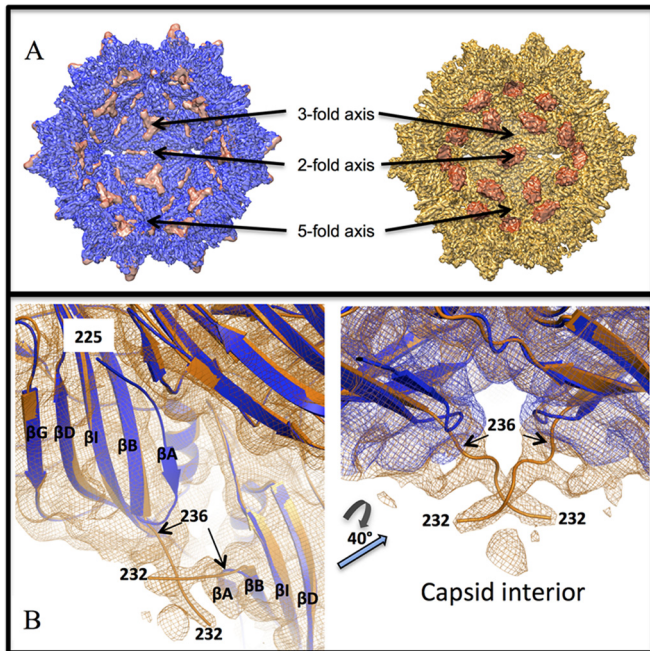 A
3-fold axis
2-fold axis
5-fold axis
225
βG
βD
βI
βB
βA
236
232
βA
βB
βI
βD
232
B
236
232
232
40°
Capsid interior